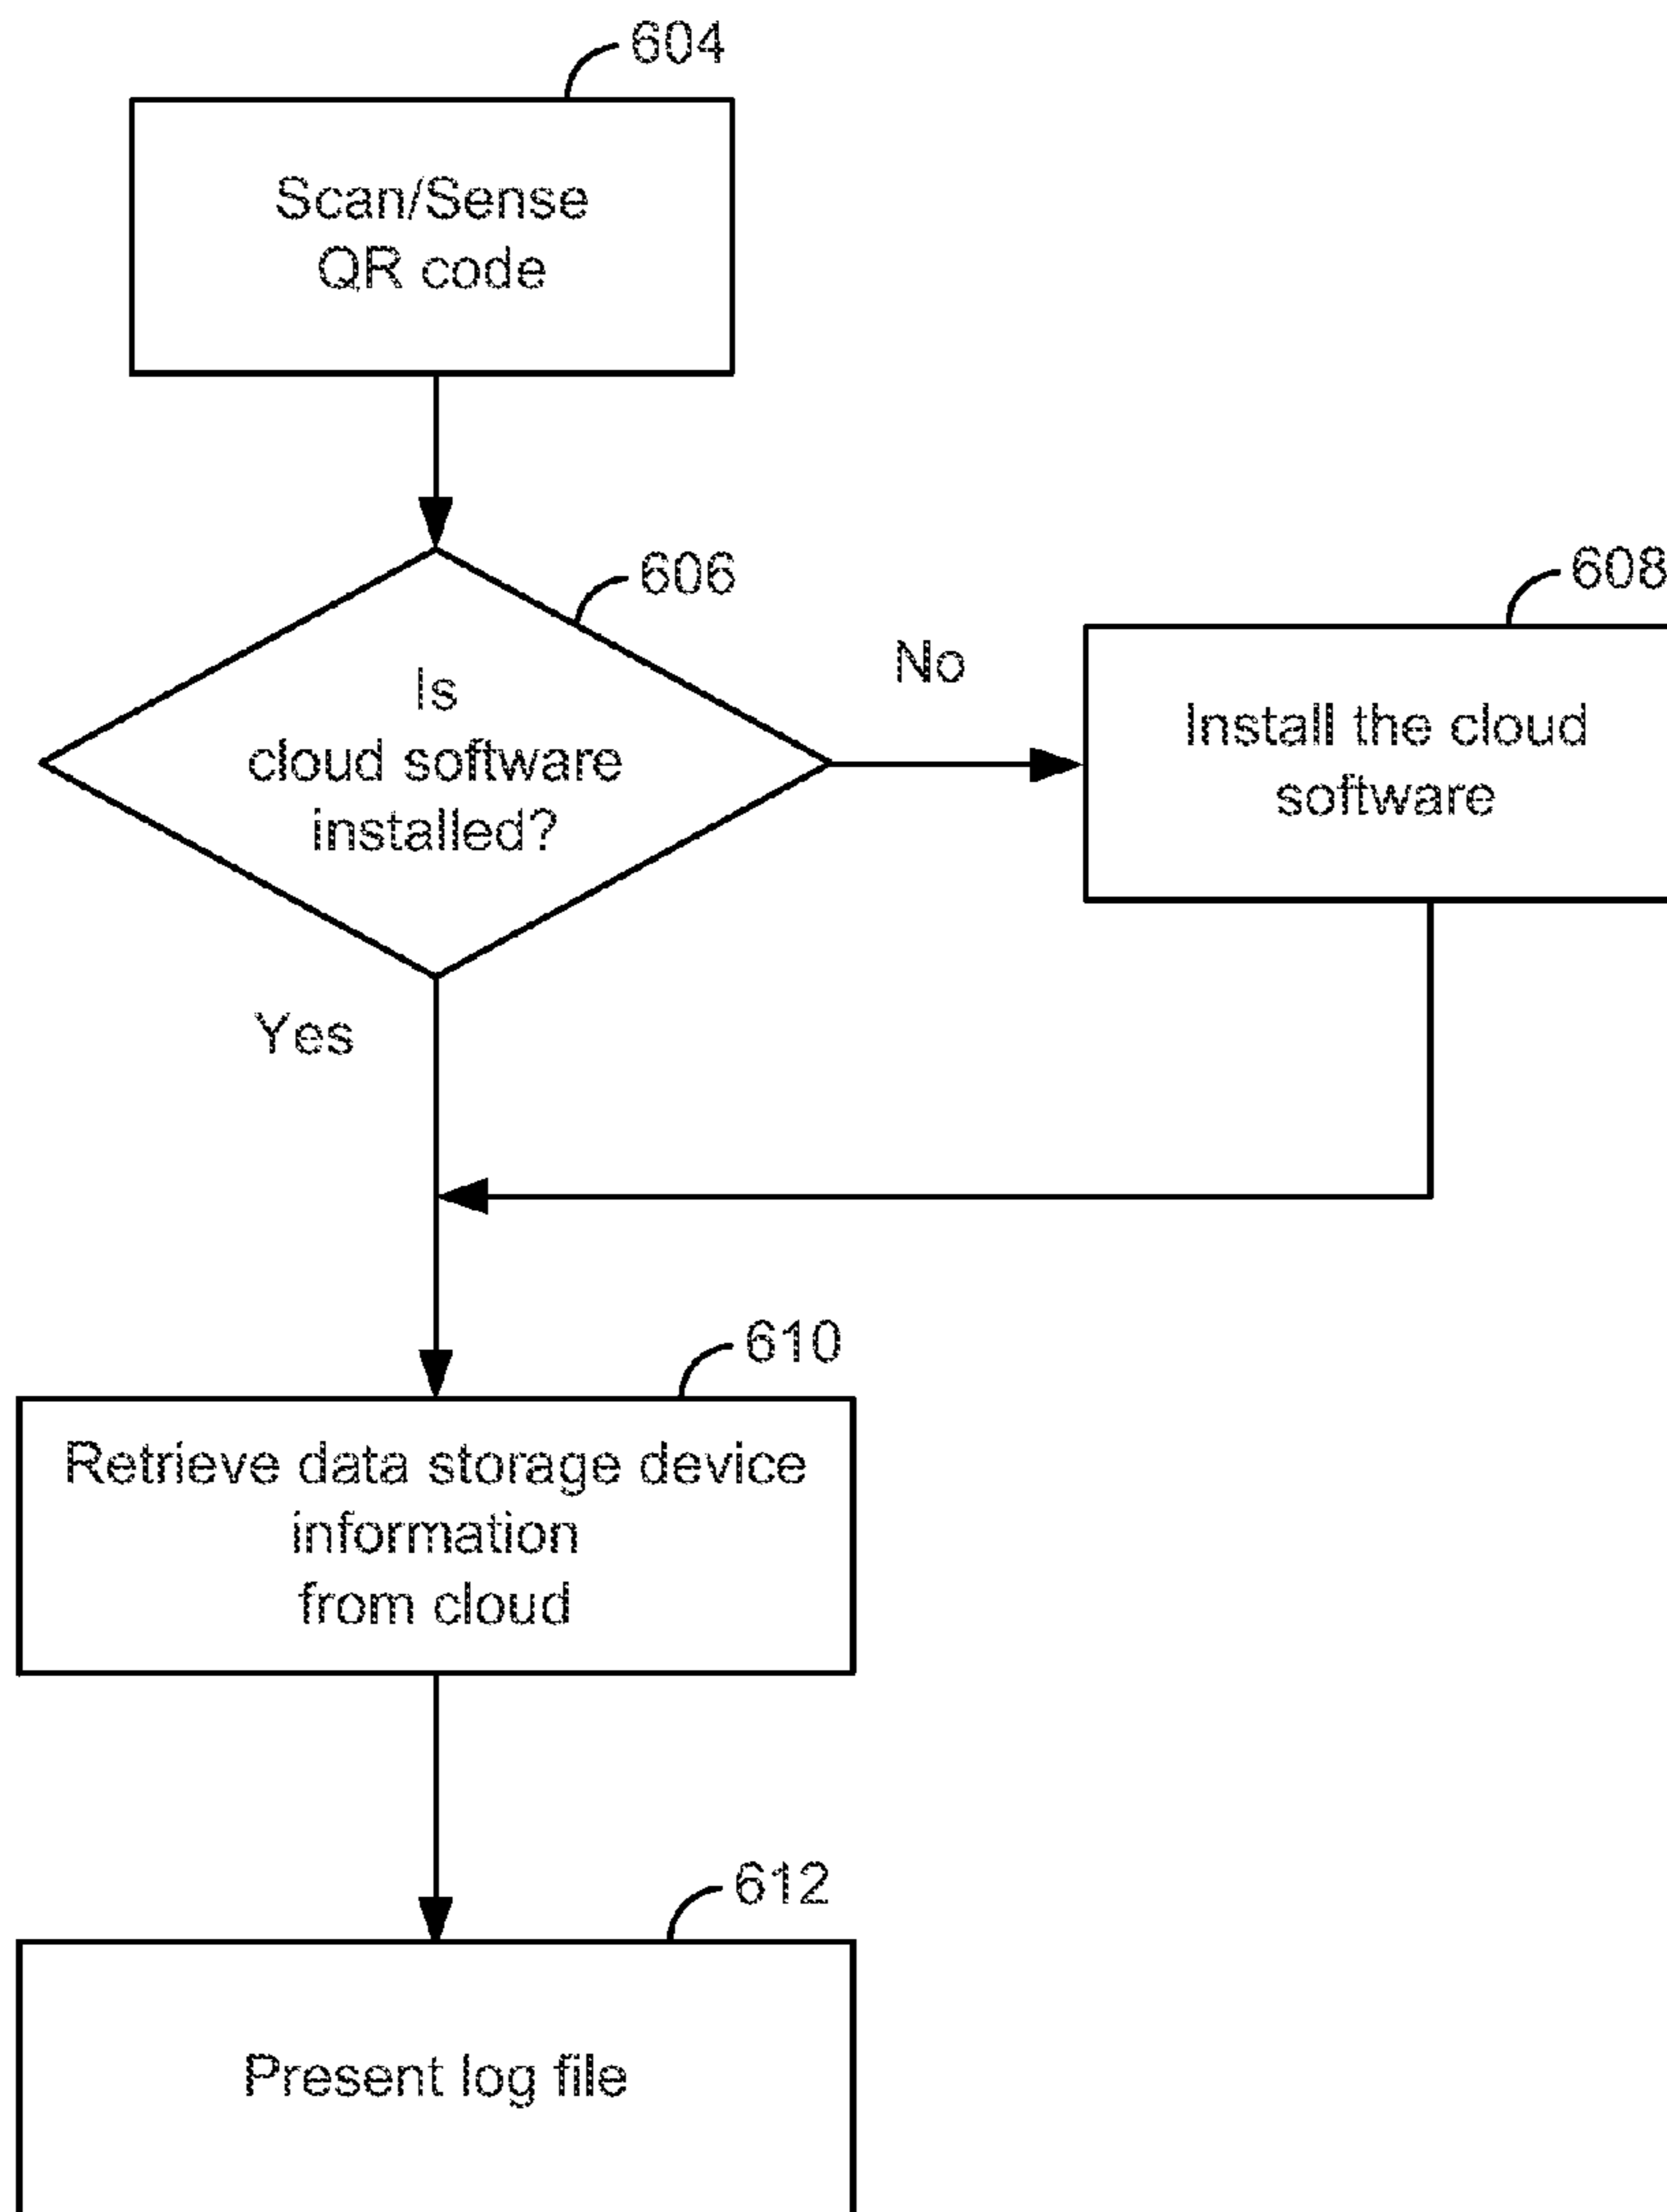 604
Scan/Sense
QR code
606
Is
cloud software
installed?
No
608
Install the cloud
software
Yes
610
Retrieve data storage device
information
from cloud
612
Present log file